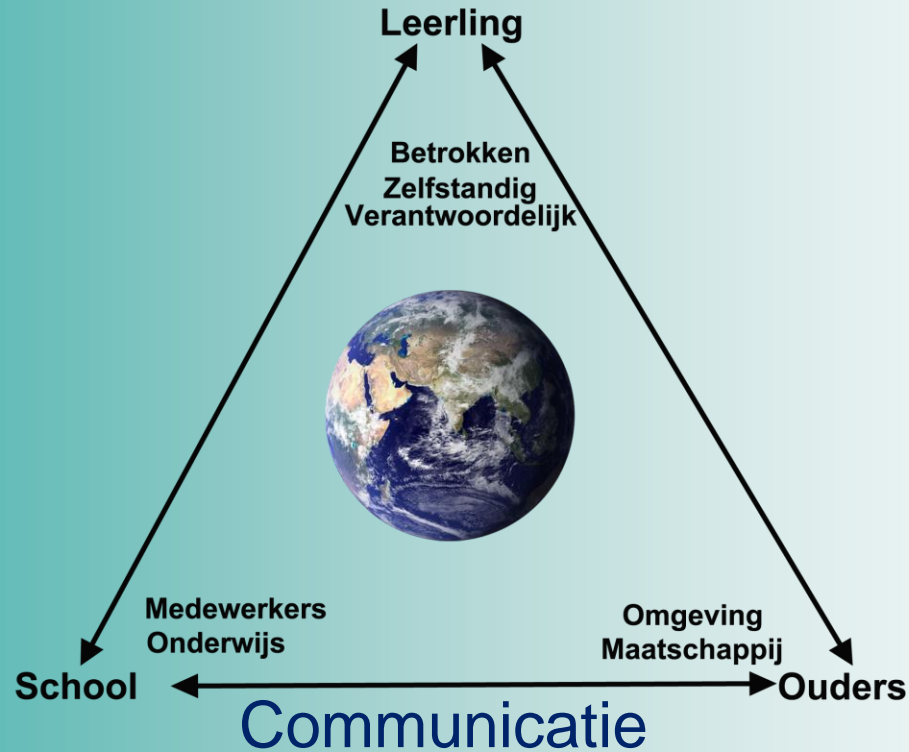 Leerling
Betrokken
Zelfstandig
Verantwoordelijk
Medewerkers
Onderwijs
Omgeving
Maatschappij
School
Ouders
Communicatie